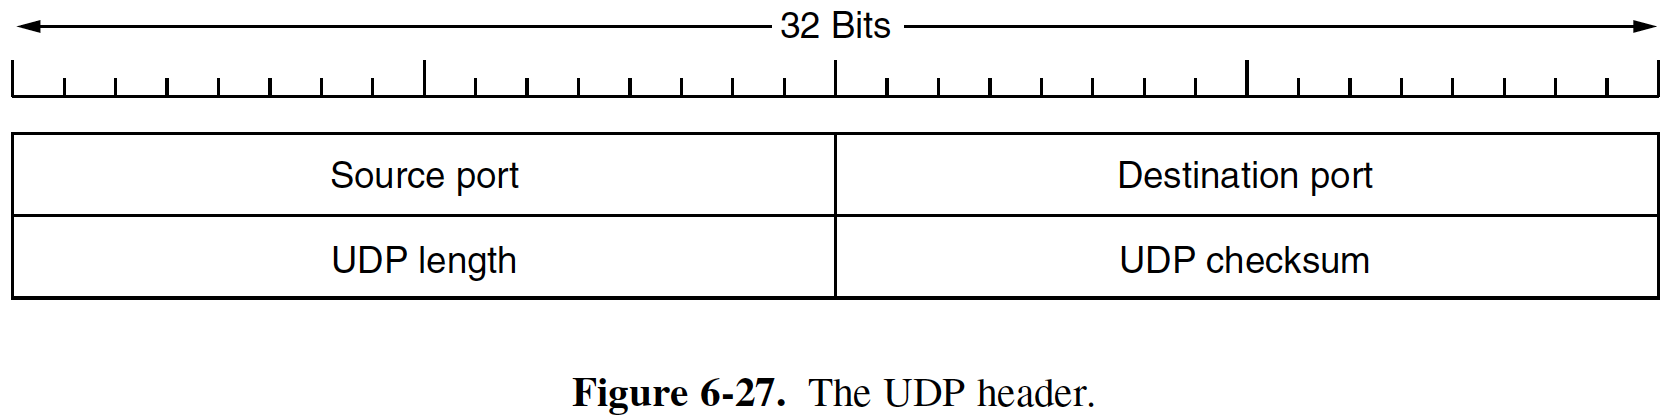 32 Bits
Source port Destination port
UDP length UDP checksum
Figure 6-27. The UDP header.